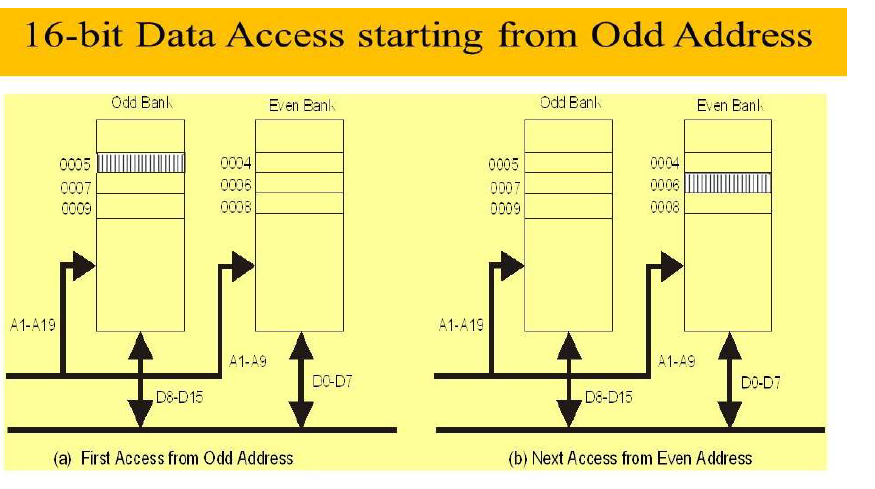 16-bit Data Access starting from Odd Address
Odd Bank
Even Bank
0005
0007
0009
0004
0006
0008
A1-A19
A1-A9
D8-D15
D0-D7
(a) First Access from Odd Address
Odd Bank
Even Bank
0005
0007
0009
0004
0006
0008
A1-A19
A1-A9
D8-D15
D0-D7
(b) Next Access from Even Address